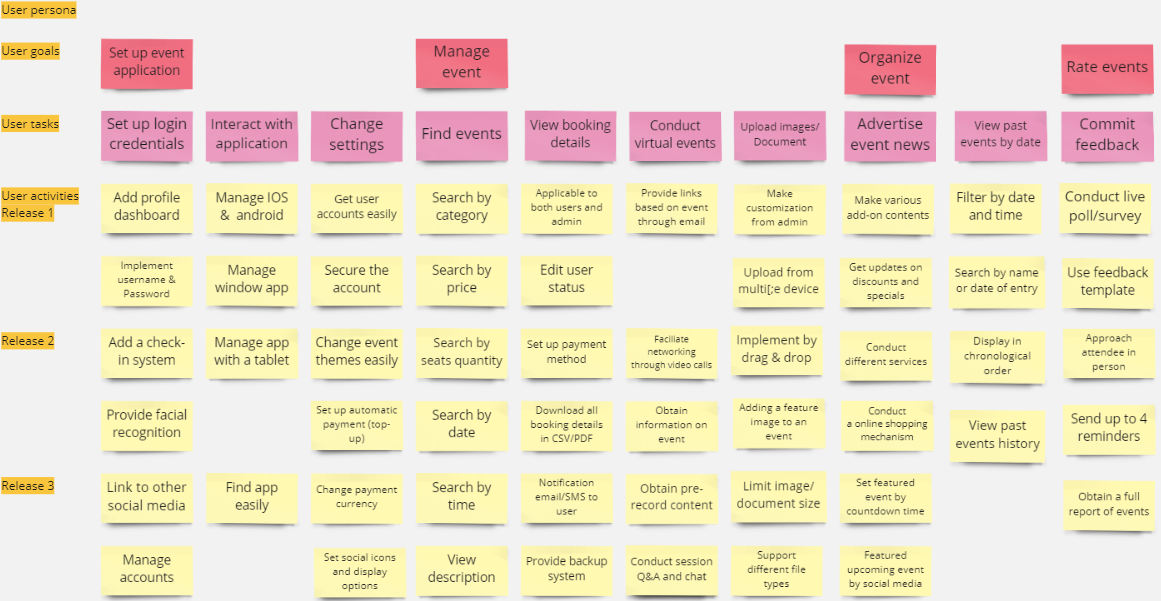 User persona
User goals
Set up event
application
Manage
event
Organize
event
Rate events
User tasks
Set up login
credentials
Interact with
application
Change
settings
Find events
View booking
details
Conduct
virtual events
Upload images/
Document
Advertise
event news
View past
events by date
Commit
feedback
User activities
Release 1
Add profile
dashboard
Manage IOS
& android
Get user
accounts easily
Search by
category
Applicable to
both users and
admin
Provide links
based on event
through email
Make
customization
from admin
Make various
add-on contents
Filter by date
and time
Conduct live
poll/survey
Implement
username &
Password
Manage
window app
Secure the
account
Search by
price
Edit user
status
Upload from
multi[;e device
Get updates on
discounts and
specials
Search by name
or date of entry
Use feedback
template
Release 2
Add a check-
in system
Manage app
with a tablet
Change event
themes easily
Search by
seats quantity
Set up payment
method
Faciliate
networking
through video calls
Implement by
drag & drop
Conduct
different services
Display in
chronological
order
Approach
attendee in
person
Provide facial
recognition
Set up automatic
payment (top-
up)
Search by
date
Download all
booking details
in CSV/PDF
Obtain
information on
event
Adding a feature
image to an
event
Conduct
a online shopping
mechanism
View past
events history
Send up to 4
reminders
Release 3
Link to other
social media
Find app
easily
Change payment
currency
Search by
time
Notification
email/SMS to
user
Obtain pre-
record content
Limit image/
document size
Set featured
event by
countdown time
Obtain a full
report of events
Manage
accounts
Set social icons
and display
options
View
description
Provide backup
system
Conduct session
Q&A and chat
Support
different file
types
Featured
upcoming event
by social media